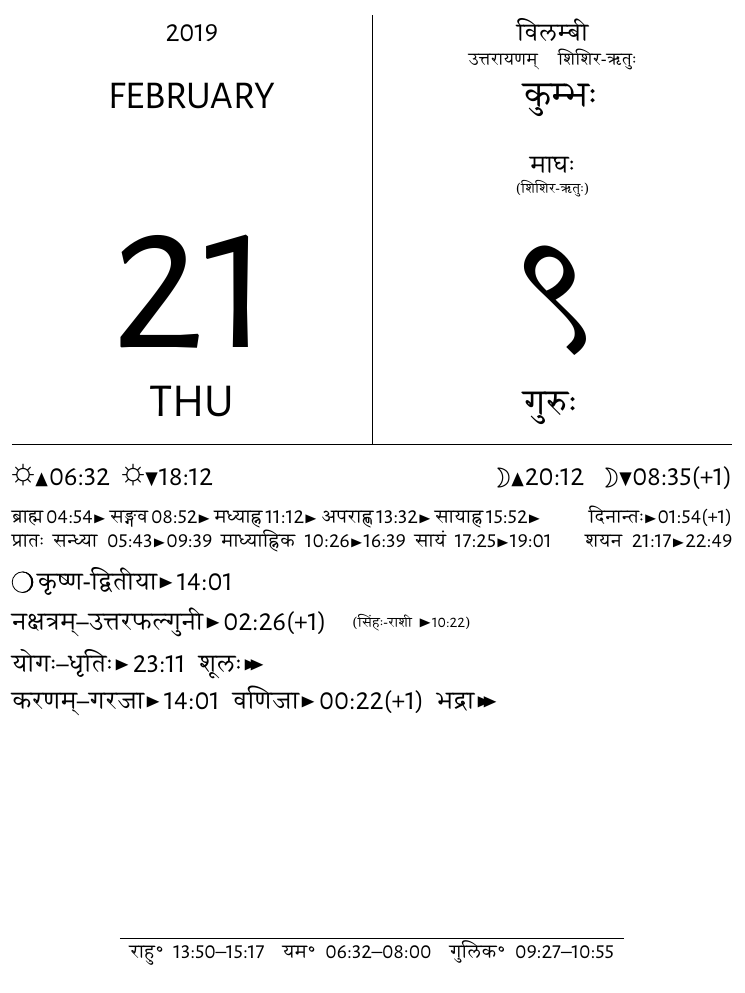 2019
FEBRUARY
21
THU
विलम्बी
उत्तरायणम् शिशिर-ऋतुः
कुम्भः
माघः
(शिशिर-ऋतुः)
९
गुरुः
☼▲06:32 ☼▼18:12 ☽▲20:12 ☽▼08:35(+1)
ब्राह्म 04:54► सङ्गव 08:52► मध्याह्न 11:12► अपराह्ण 13:32► सायाह्न 15:52► दिनान्तः►01:54(+1)
प्रातः सन्ध्या 05:43►09:39 माध्याह्निक 10:26►16:39 सायं 17:25►19:01 शयन 21:17►22:49
◯कृष्ण-द्वितीया►14:01
नक्षत्रम्–उत्तरफल्गुनी►02:26(+1) (सिंहः-राशी ►10:22)
योगः–धृतिः►23:11 शूलः►►
करणम्–गरजा►14:01 वणिजा►00:22(+1) भद्रा►►
राहु° 13:50–15:17 यम° 06:32–08:00 गुलिक° 09:27–10:55